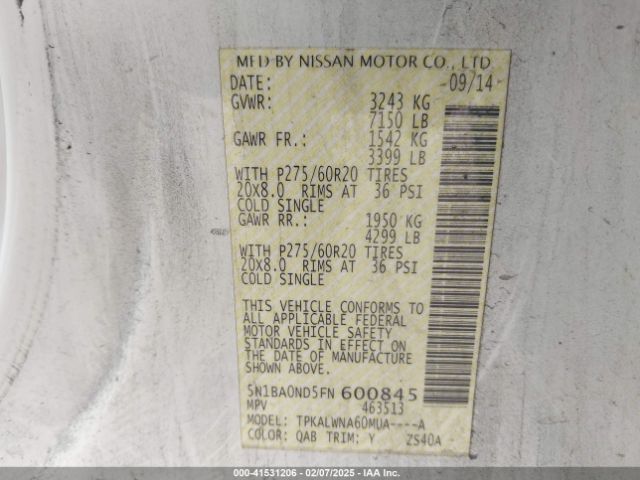 MFD BY NISSAN MOTOR CO., LTD.
DATE: 09/14
GVWR: 3243 KG
7150 LB
GAWR FR.: 1542 KG
3399 LB
WITH P275/60R20 TIRES
20X8.0 RIMS AT 36 PSI
COLD SINGLE
GAWR RR.: 1950 KG
4299 LB
WITH P275/60R20 TIRES
20X8.0 RIMS AT 36 PSI
COLD SINGLE
THIS VEHICLE CONFORMS TO
ALL APPLICABLE FEDERAL
MOTOR VEHICLE SAFETY
STANDARDS IN EFFECT ON
THE DATE OF MANUFACTURE
SHOWN ABOVE.
5N1BA0ND5FN 600845
MPV 463513
MODEL: TPKALWNA60MUA----A
COLOR: QAB TRIM: Y ZS40A
000-41531206 - 02/07/2025 - IAAI.COM